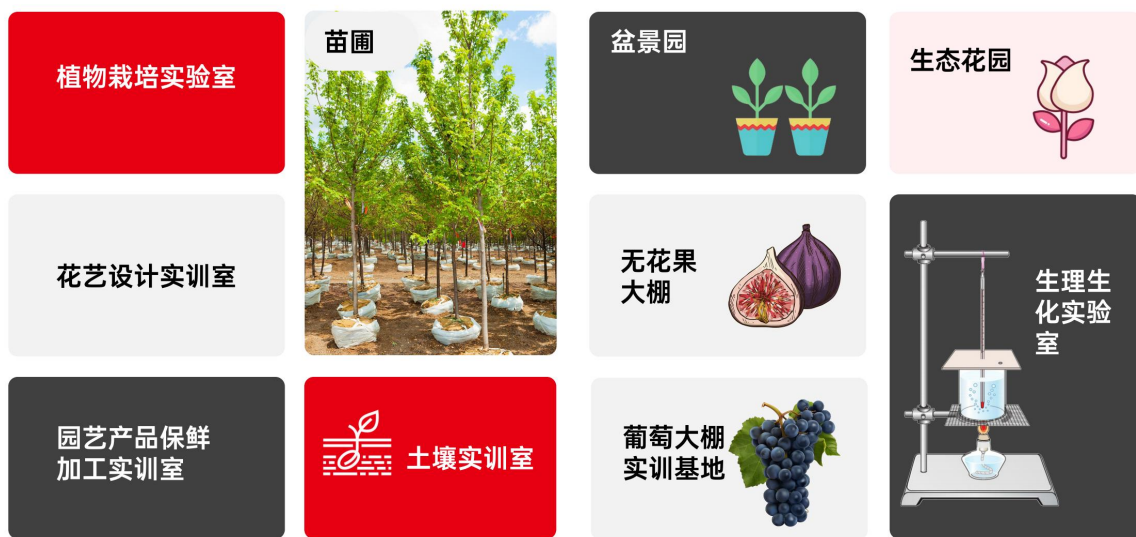 植物栽培实验室
苗圃
盆景园
生态花园
花艺设计实训室
无花果
大棚
生理生
化实验
室
园艺产品保鲜
加工实训室
土壤实训室
葡萄大棚
实训基地